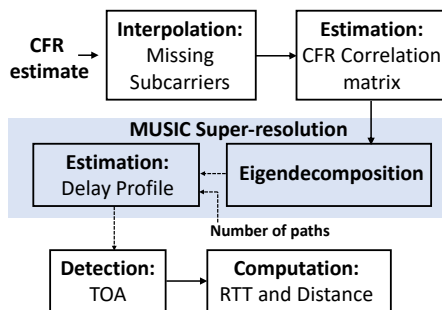 CFR
estimate
Interpolation:
Missing
Subcarriers
Estimation:
CFR Correlation
matrix
MUSIC Super-resolution
Estimation:
Delay Profile
Eigendecomposition
Number of paths
Detection:
TOA
Computation:
RTT and Distance